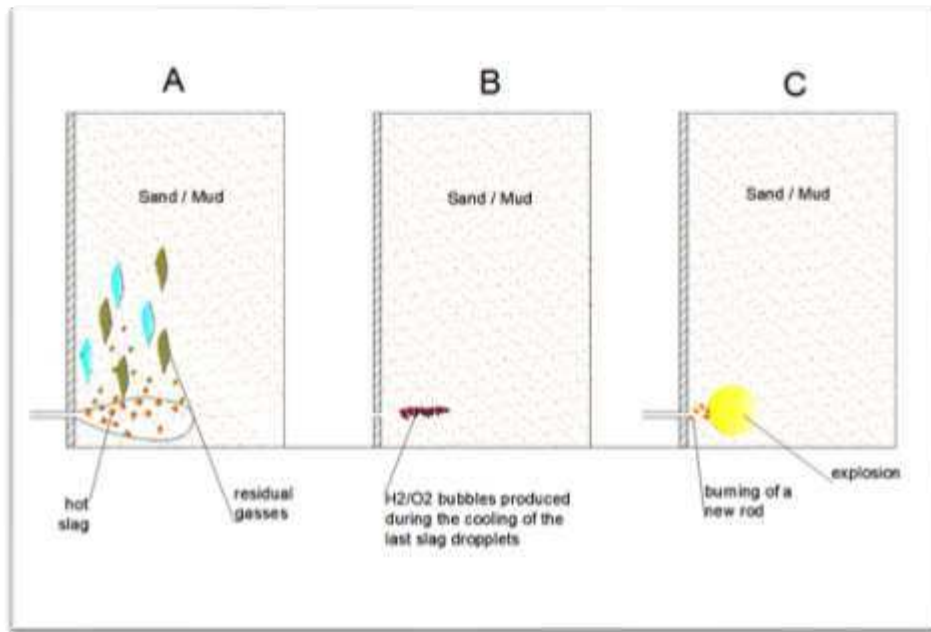 A
B
C
Sand / Mud
Sand / Mud
Sand / Mud
hot
slag
residual
gasses
H2/O2 bubbles produced
during the cooling of the
last slag dropplets
explosion
burning of a
new rod